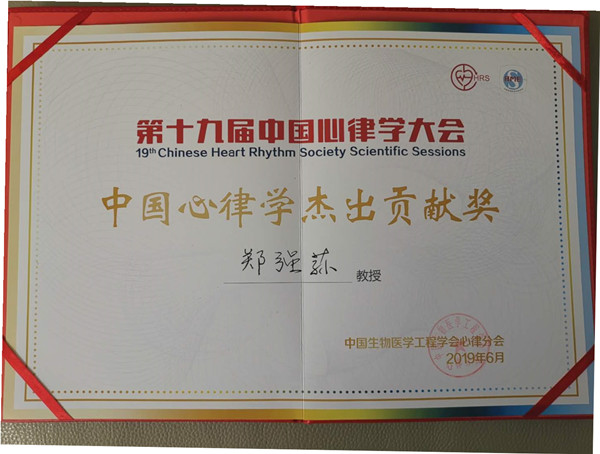 CHRS
第十九届中国心律学大会
19th Chinese Heart Rhythm Society Scientific Sessions
中国心律学杰出贡献奖
郑强荪 教授
中国生物医学工程学会心律分会
2019年6月